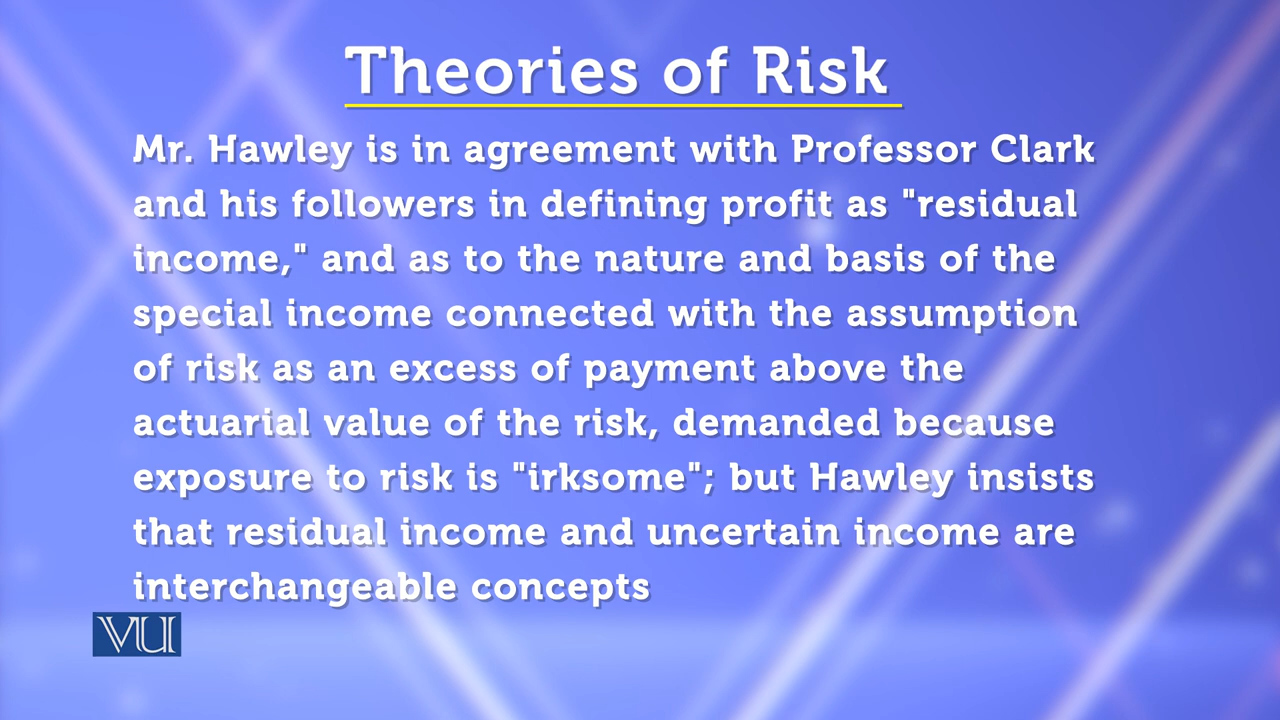 Theories of Risk
Mr. Hawley is in agreement with Professor Clark
and his followers in defining profit as "residual
income," and as to the nature and basis of the
special income connected with the assumption
of risk as an excess of payment above the
actuarial value of the risk, demanded because
exposure to risk is "irksome"; but Hawley insists
that residual income and uncertain income are
interchangeable concepts
VU